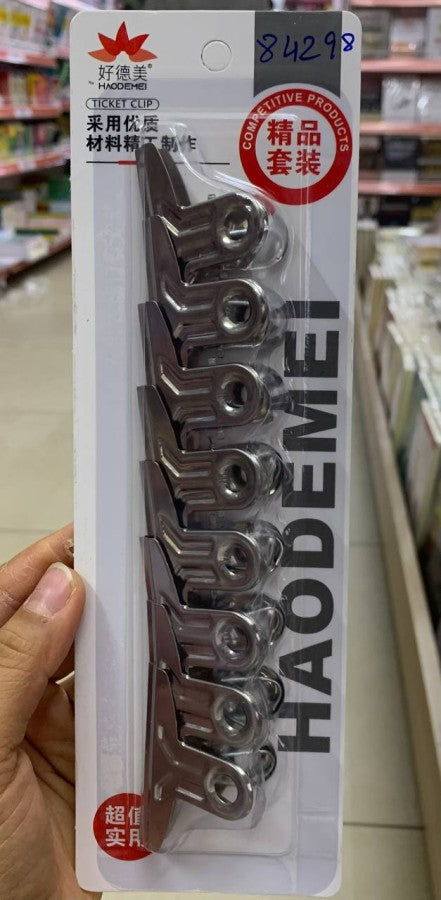 84298
好德美®
by HAODEMEI
TICKET CLIP
采用优质
材料精工制作
COMPETITIVE PRODUCTS
精品
套装
HAODEMEI
超值
实用